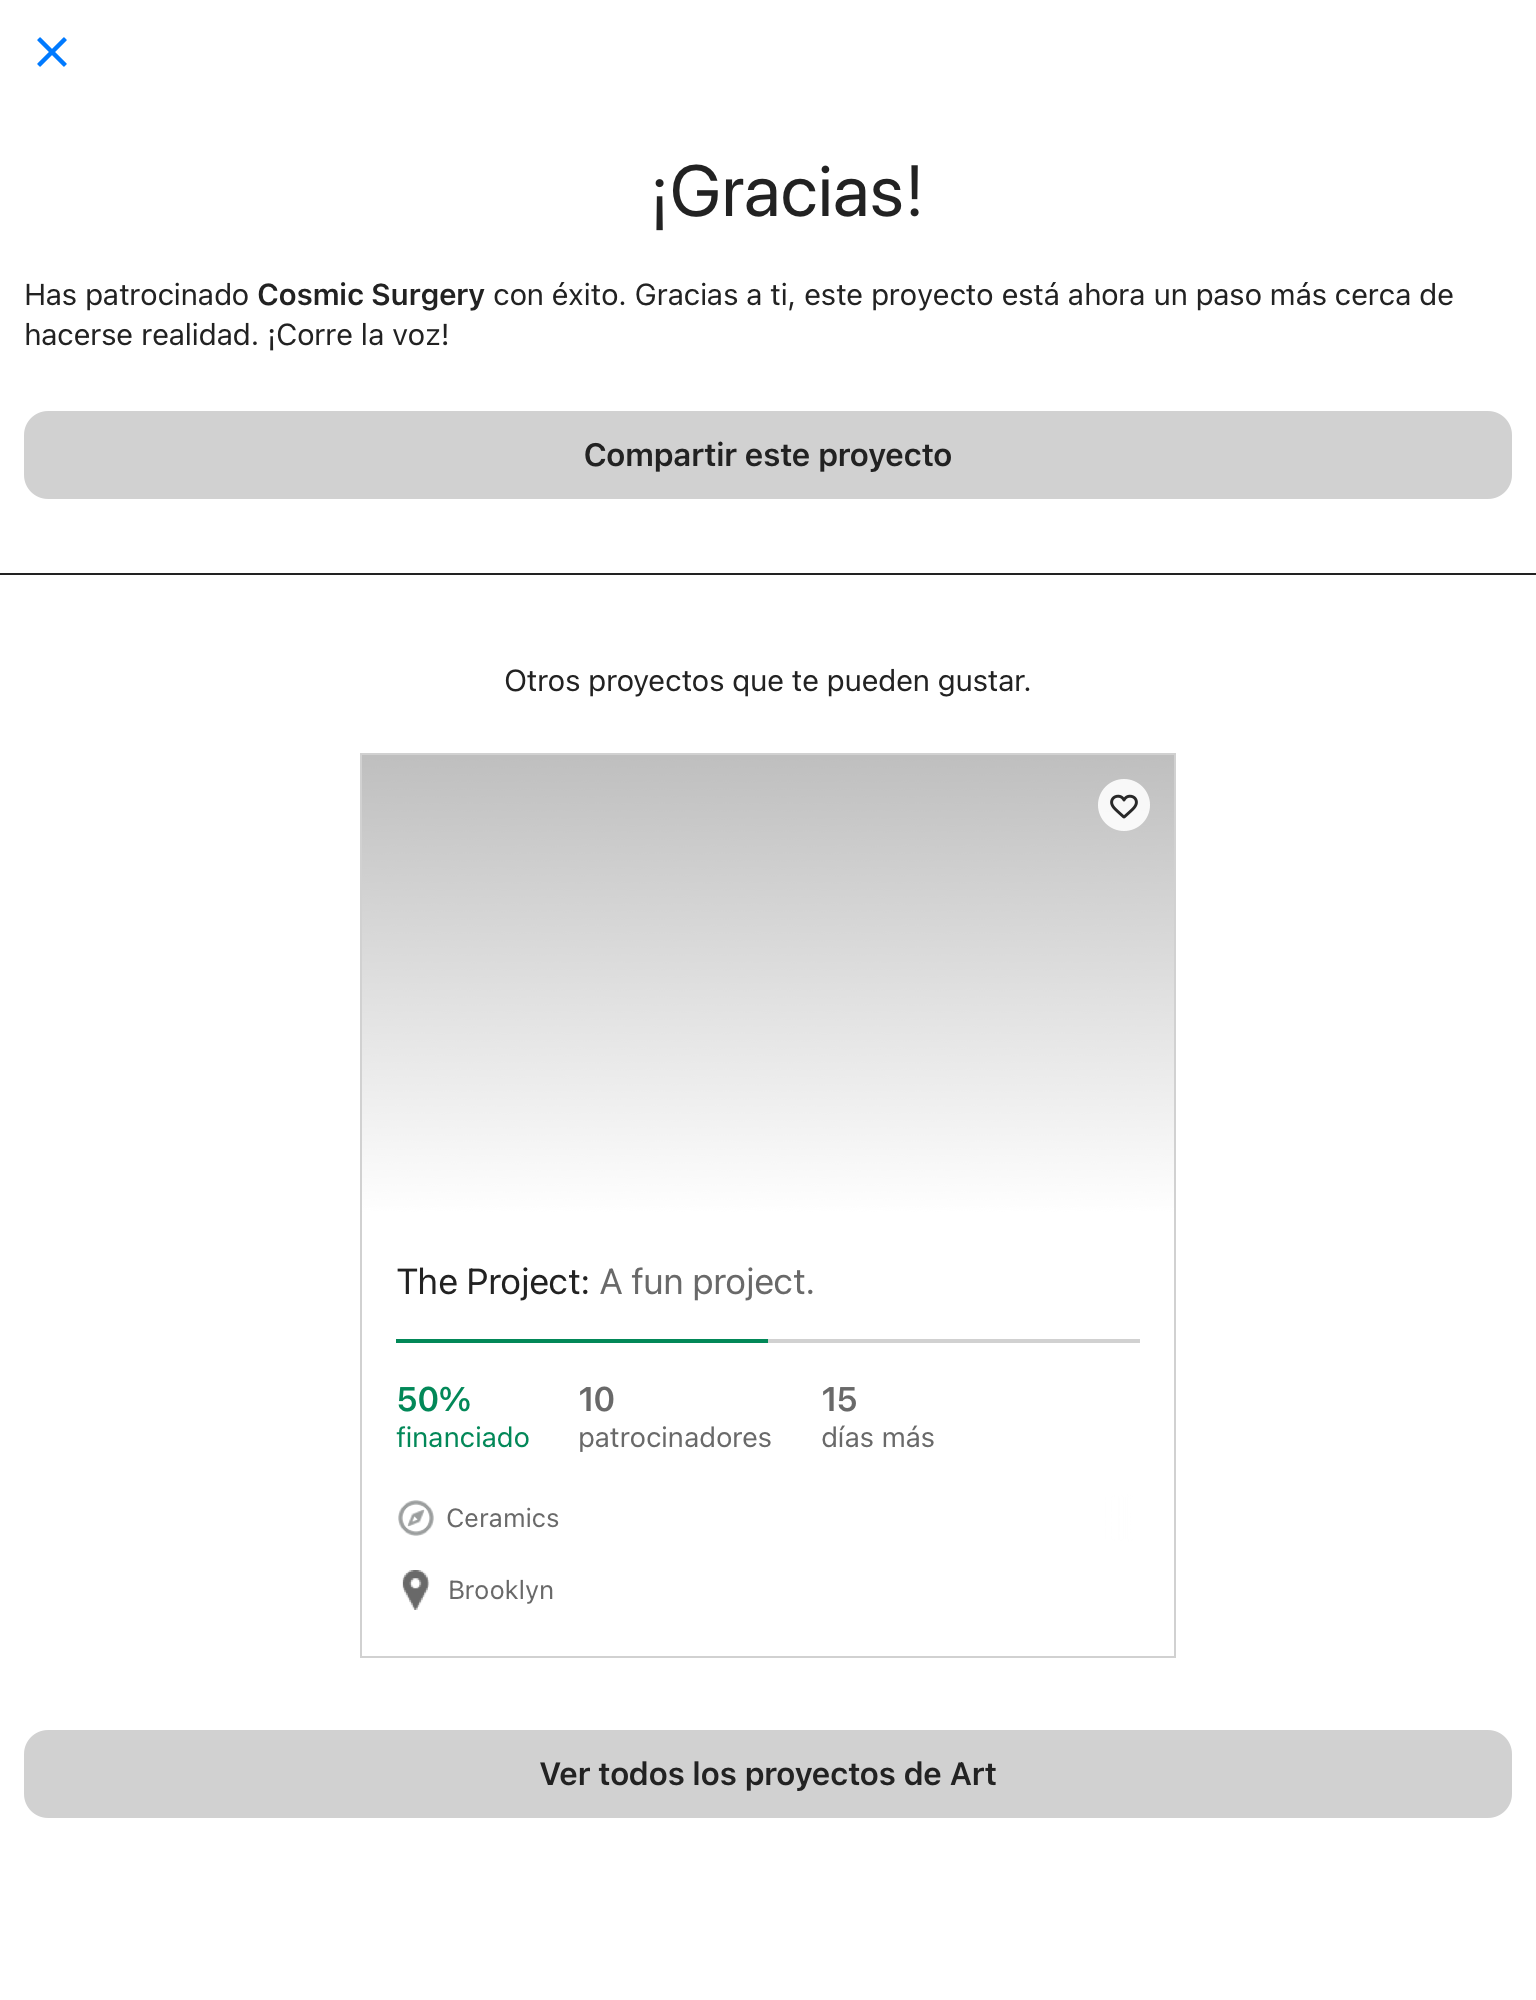 ¡Gracias!
Has patrocinado Cosmic Surgery con éxito. Gracias a ti, este proyecto está ahora un paso más cerca de
hacerse realidad. ¡Corre la voz!
Compartir este proyecto
Otros proyectos que te pueden gustar.
The Project: A fun project.
50% 10 15
financiado patrocinadores días más
Ceramics
Brooklyn
Ver todos los proyectos de Art